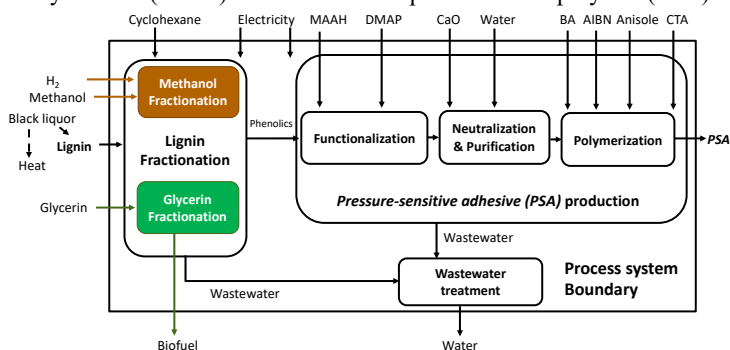 Cyclohexane
Electricity
MAAH
DMAP
CaO
Water
BA
AIBN
Anisole
CTA
H2
Methanol
Black liquor
Lignin
Heat
Glycerin
Methanol
Fractionation
Lignin
Fractionation
Glycerin
Fractionation
Phenolics
Functionalization
Neutralization
& Purification
Polymerization
PSA
Pressure-sensitive adhesive (PSA) production
Wastewater
Wastewater
Wastewater
treatment
Process system
Boundary
Biofuel
Water